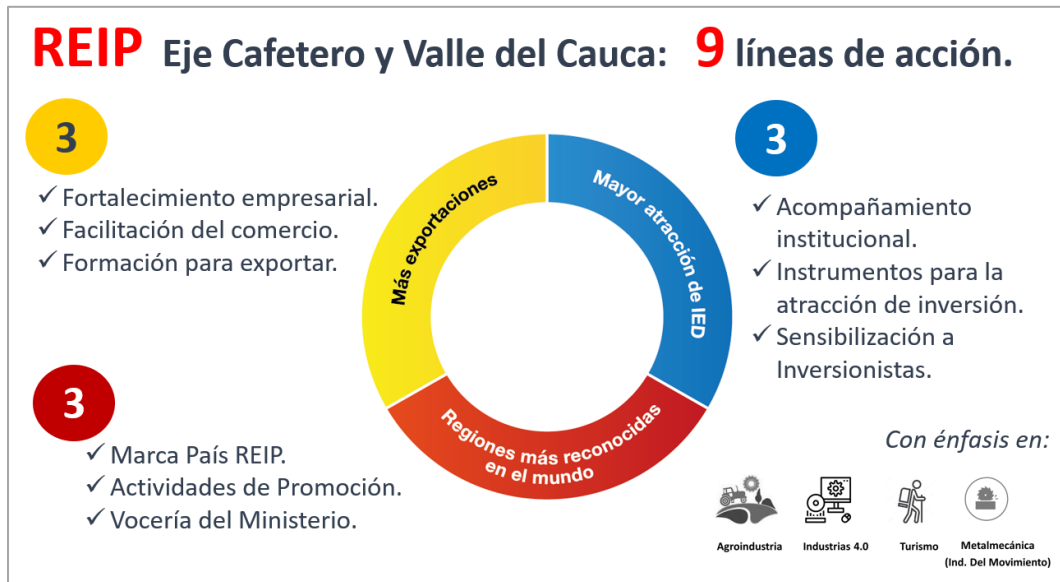 REIP Eje Cafetero y Valle del Cauca: 9 líneas de acción.
3
✓ Fortalecimiento empresarial.
✓ Facilitación del comercio.
✓ Formación para exportar.
Más exportaciones
Mayor atracción de IED
Regiones más reconocidas
en el mundo
3
✓ Acompañamiento
institucional.
✓ Instrumentos para la
atracción de inversión.
✓ Sensibilización a
Inversionistas.
3
✓ Marca País REIP.
✓ Actividades de Promoción.
✓ Vocería del Ministerio.
Con énfasis en:
Agroindustria
Industrias 4.0
Turismo
Metalmecánica
(Ind. Del Movimiento)